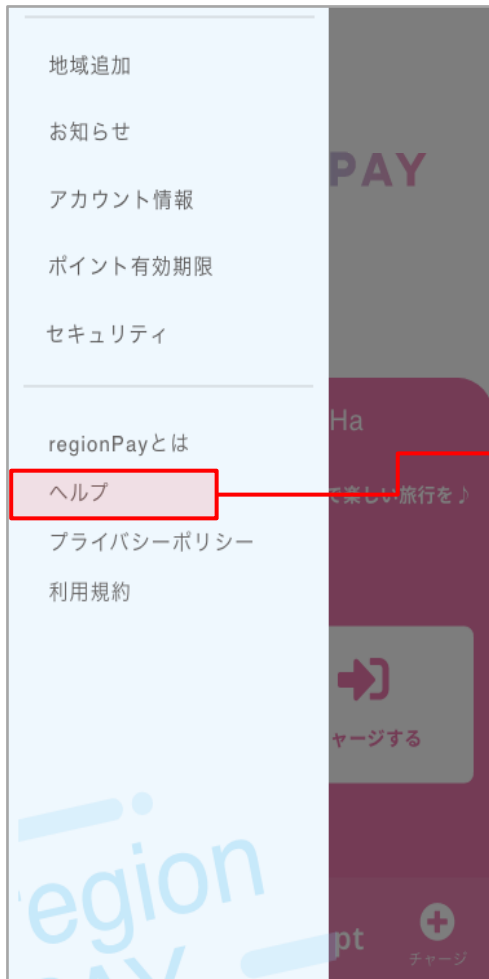 地域追加
お知らせ
PAY
アカウント情報
ポイント有効期限
セキュリティ
Ha
regionPayとは
ヘルプ
で楽しい旅行を♪
プライバシーポリシー
利用規約
ャージする
region
PAY
pt
チャージ